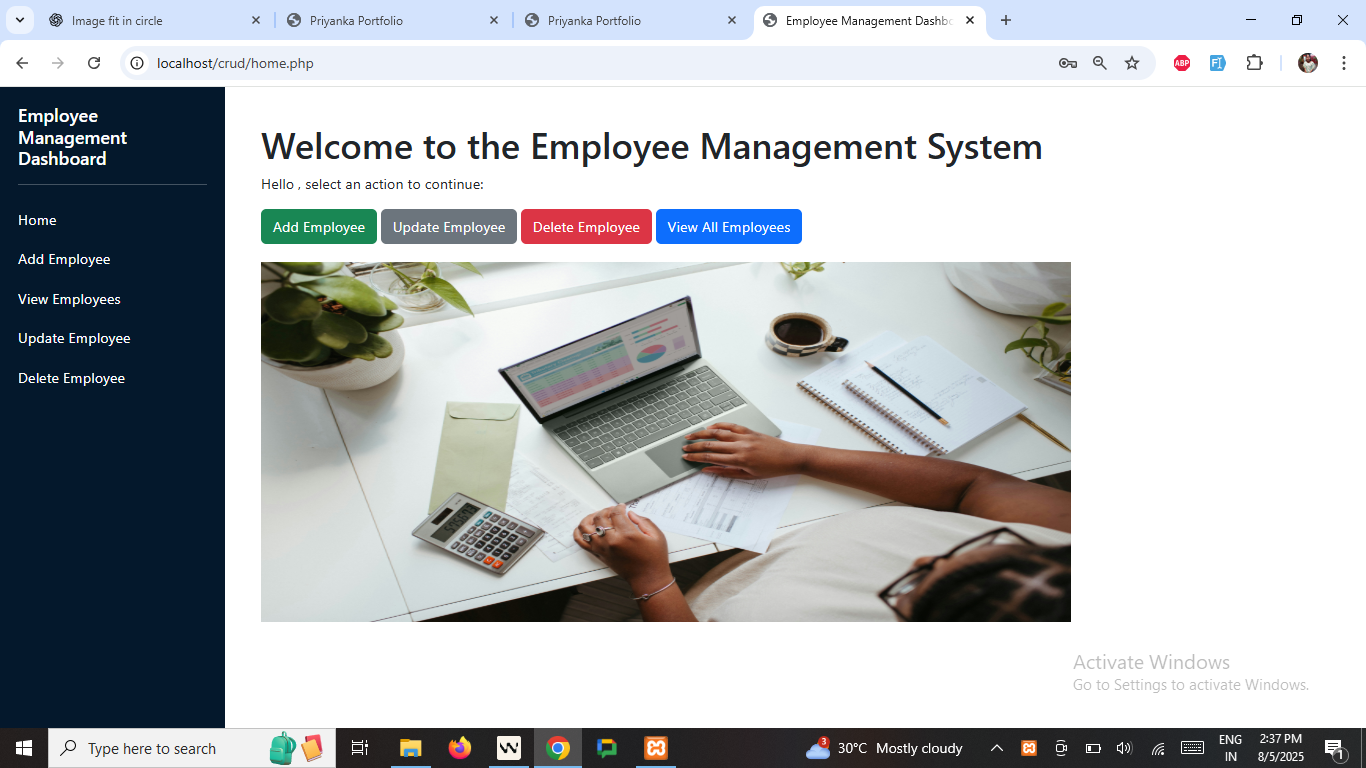 Image fit in circle
Priyanka Portfolio
Priyanka Portfolio
Employee Management Dashbo
localhost/crud/home.php
ABP
Employee
Management
Dashboard
Home
Add Employee
View Employees
Update Employee
Delete Employee
Welcome to the Employee Management System
Hello , select an action to continue:
Add Employee
Update Employee
Delete Employee
View All Employees
Activate Windows
Go to Settings to activate Windows.
Type here to search
3
30°C Mostly cloudy
ENG
IN
2:37 PM
8/5/2025
1